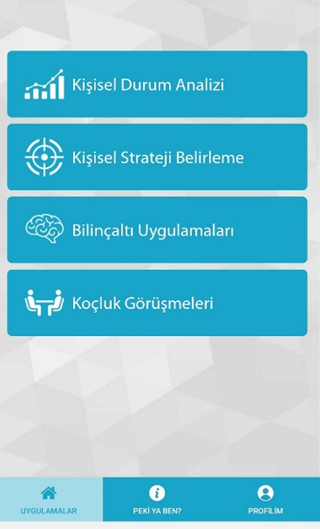 Kişisel Durum Analizi
Kişisel Strateji Belirleme
Bilinçaltı Uygulamaları
Koçluk Görüşmeleri
UYGULAMALAR
PEKİ YA BEN?
PROFİLİM